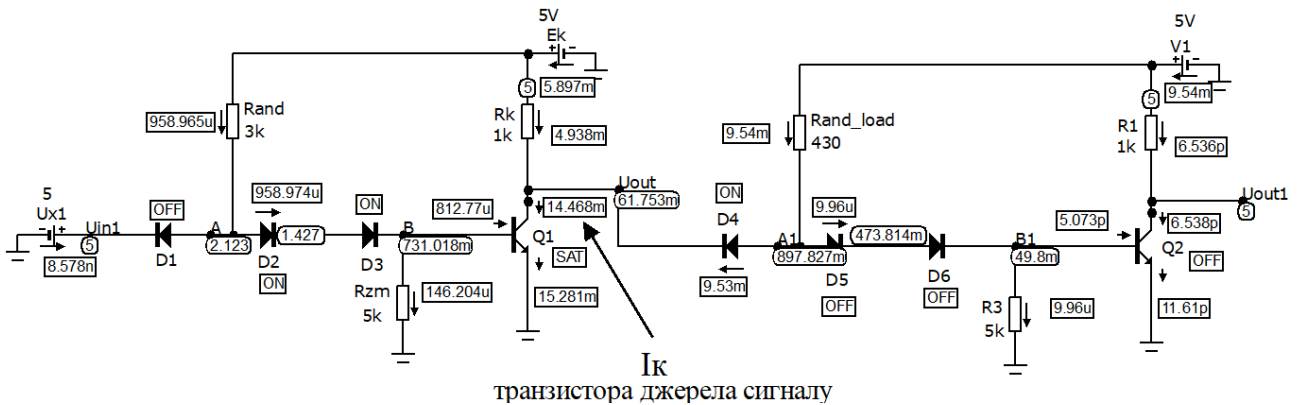 5V
Ek
5
5.897m
Rand
3k
958.965u
Rk
1k
4.938m
5
Ux1
Uin1
5
8.578n
OFF
D1
A
2.123
958.974u
D2
ON
1.427
ON
D3
B
731.018m
812.77u
14.468m
Q1
SAT
15.281m
Rzm
5k
146.204u
Uout
61.753m
Iк
транзистора джерела сигналу
5V
V1
9.54m
5
Rand_load
430
9.54m
R1
1k
6.536p
ON
D4
9.53m
A1
897.827m
9.96u
D5
OFF
473.814m
D6
OFF
B1
49.8m
R3
5k
9.96u
5.073p
6.538p
Q2
OFF
11.61p
Uout1
5